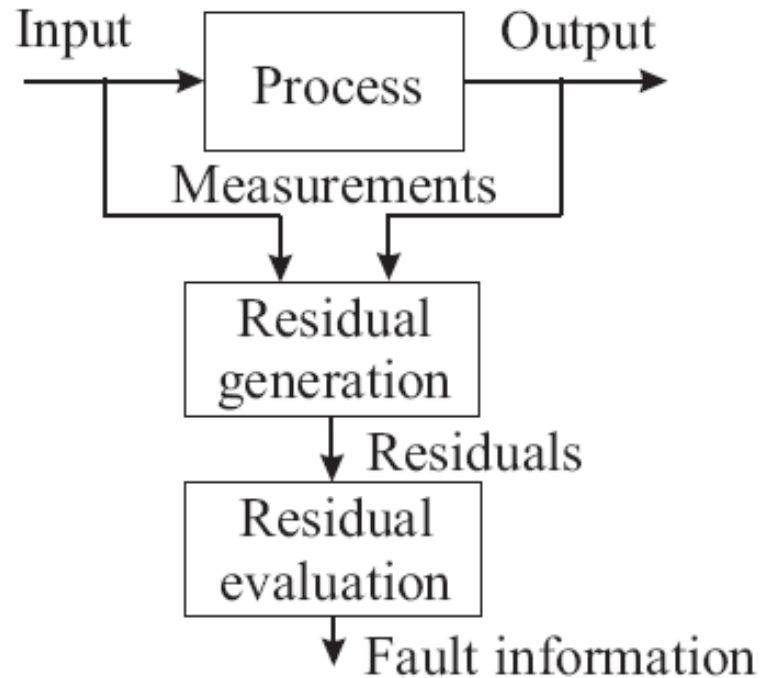 Input
Output
Process
Measurements
Residual
generation
Residuals
Residual
evaluation
Fault information